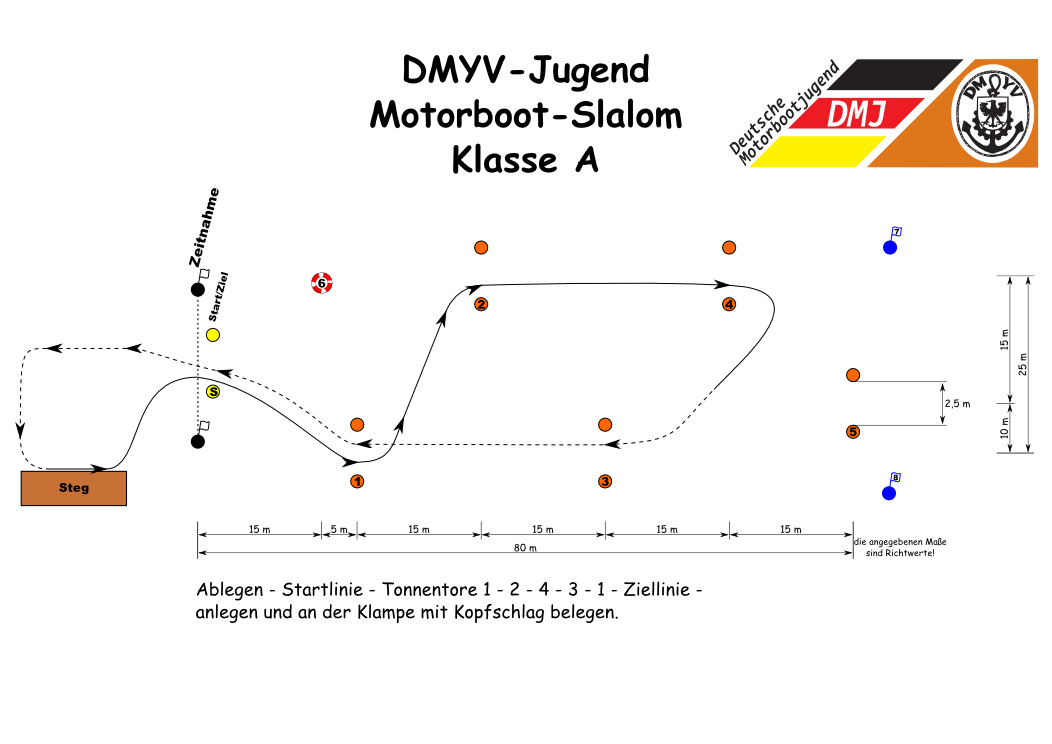 DMYV-Jugend
Motorboot-Slalom
Klasse A
Deutsche
Motorbootjugend
DMJ
DMYV
Zeitnahme
Start/Ziel
6
2
4
7
S
5
1
3
8
Steg
15 m
25 m
10 m
2,5 m
15 m
5 m
15 m
15 m
15 m
15 m
80 m
die angegebenen Maße
sind Richtwerte!
Ablegen - Startlinie - Tonnentore 1 - 2 - 4 - 3 - 1 - Ziellinie -
anlegen und an der Klampe mit Kopfschlag belegen.